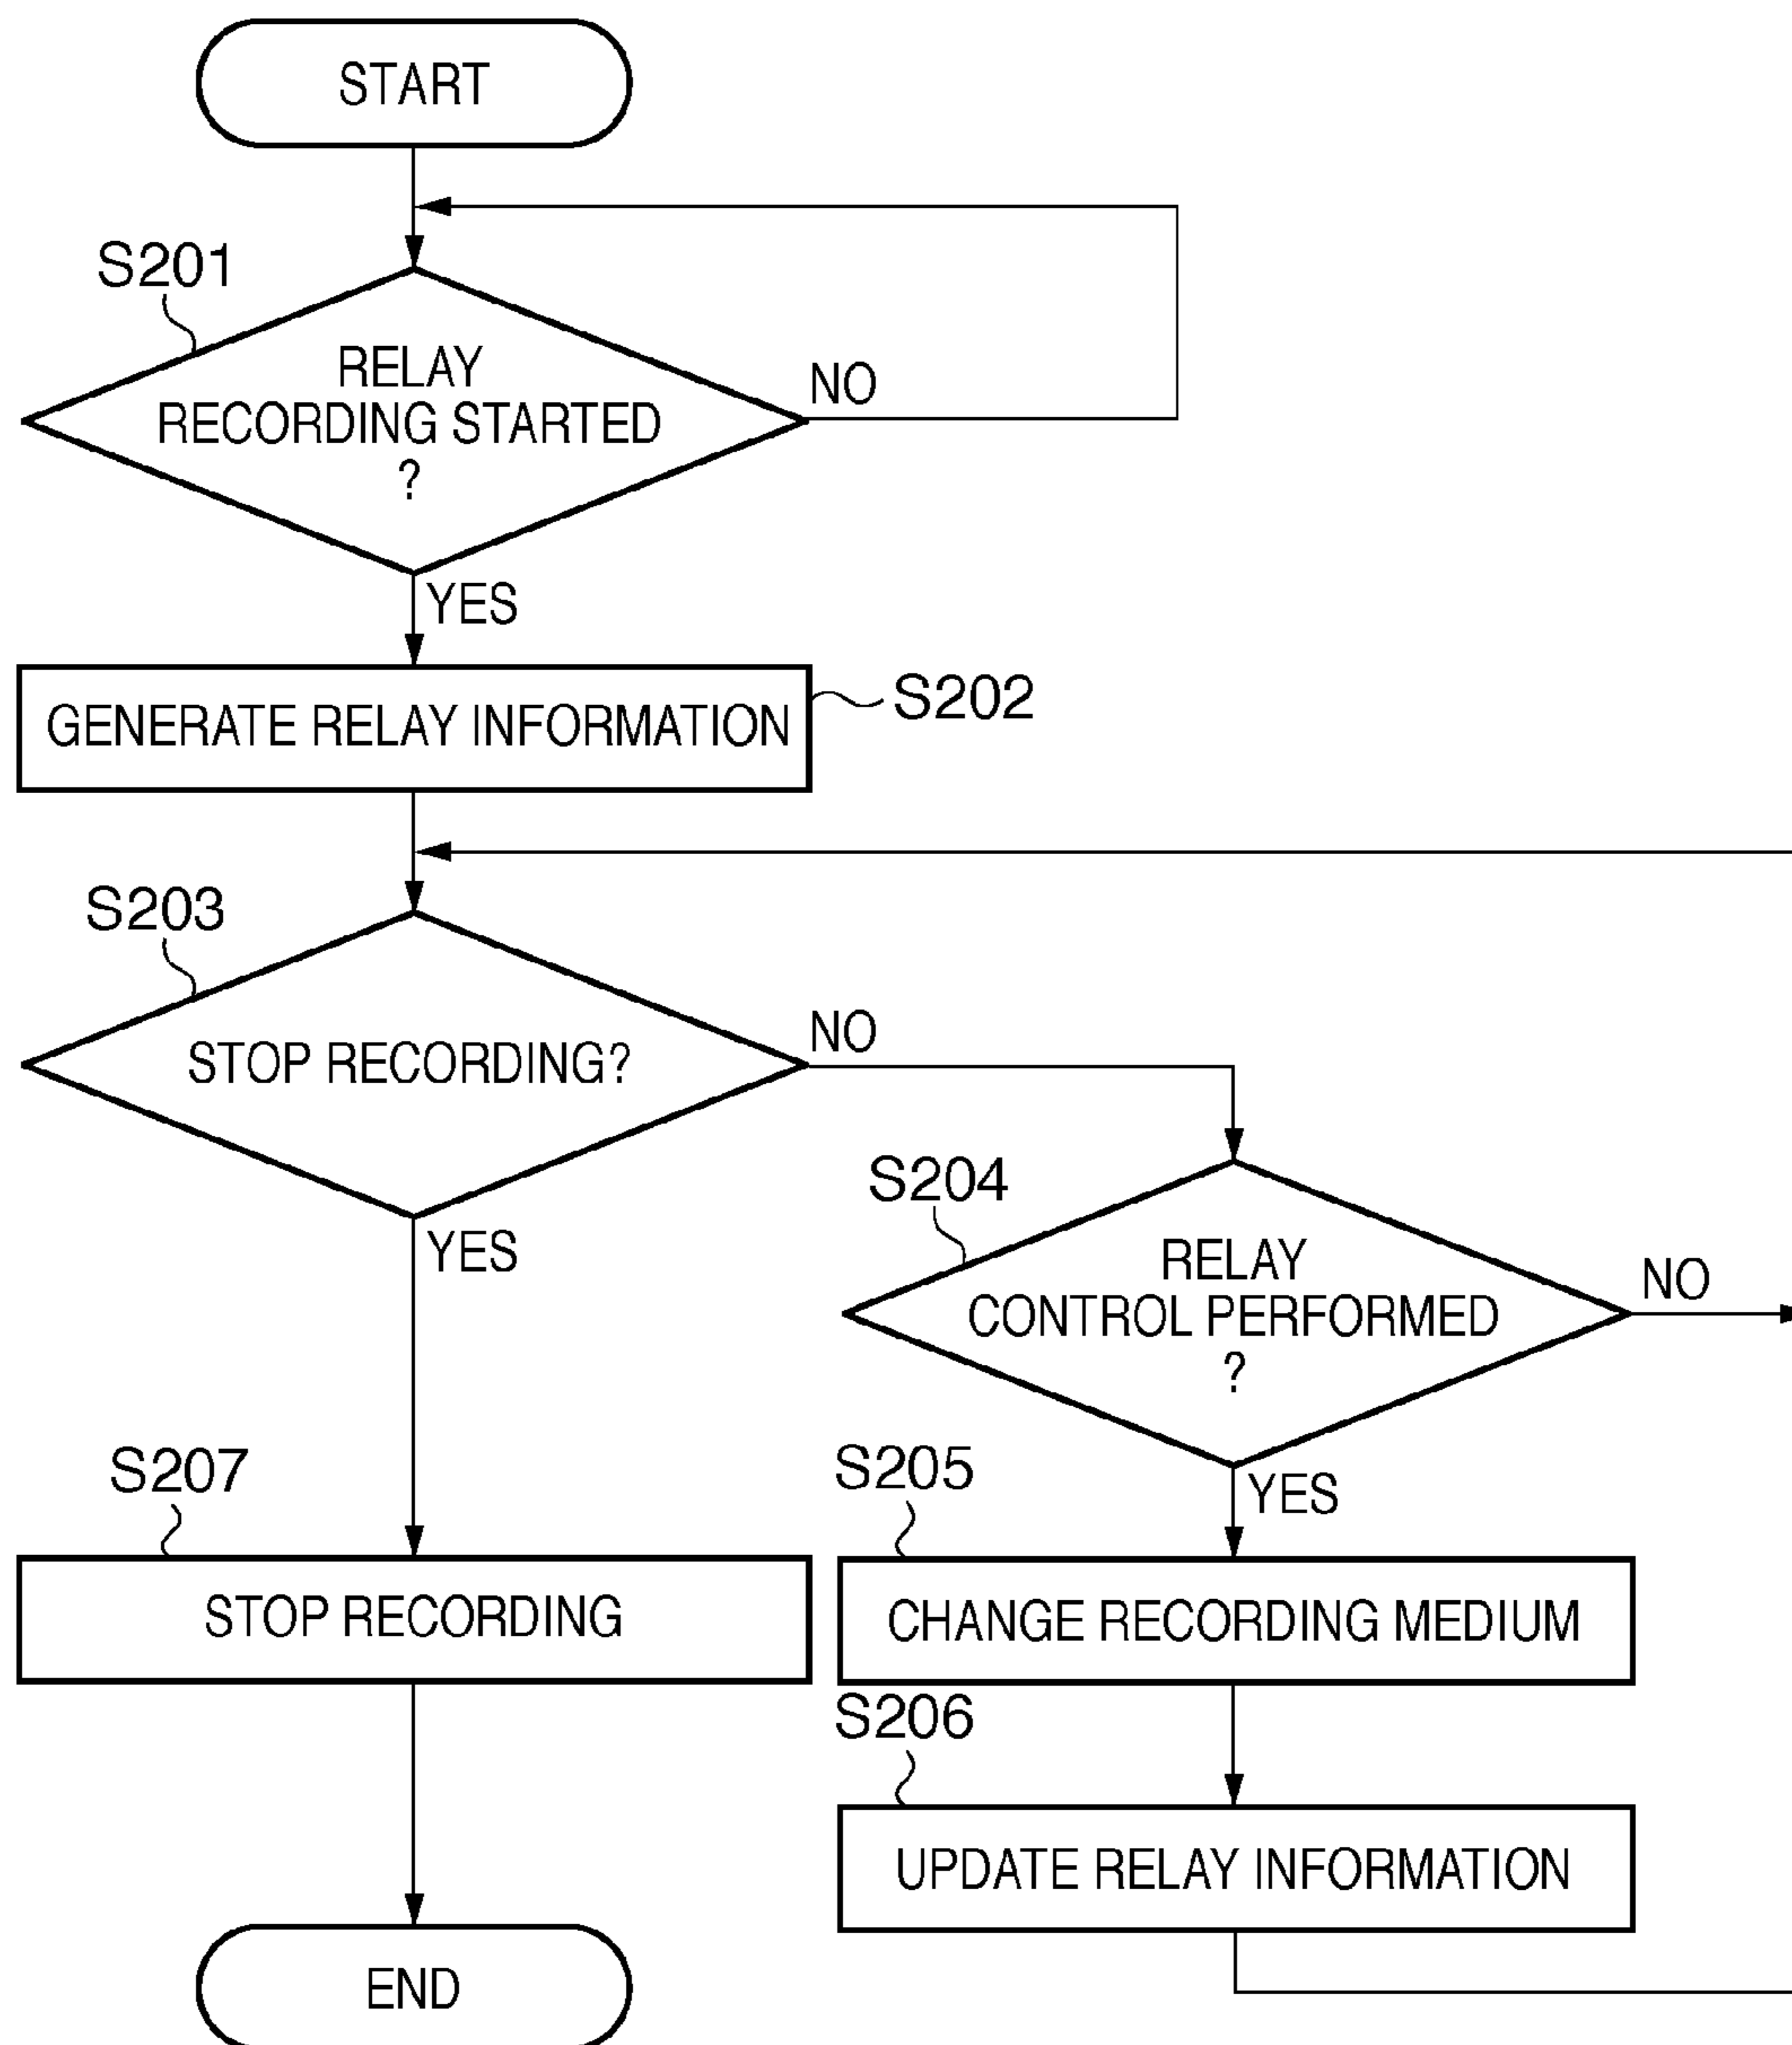 START
S201
RELAY
RECORDING STARTED
?
NO
YES
GENERATE RELAY INFORMATION
S202
S203
STOP RECORDING?
NO
YES
S204
RELAY
CONTROL PERFORMED
?
NO
YES
S205
CHANGE RECORDING MEDIUM
S206
UPDATE RELAY INFORMATION
S207
STOP RECORDING
END